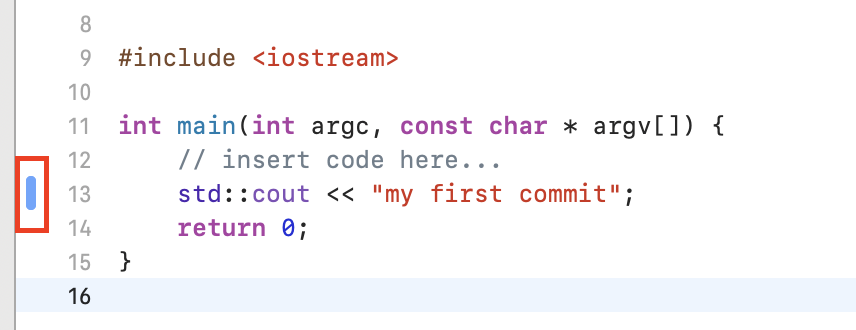 8
9 #include <iostream>
10
11 int main(int argc, const char * argv[]) {
12     // insert code here...
13     std::cout << "my first commit";
14     return 0;
15 }
16